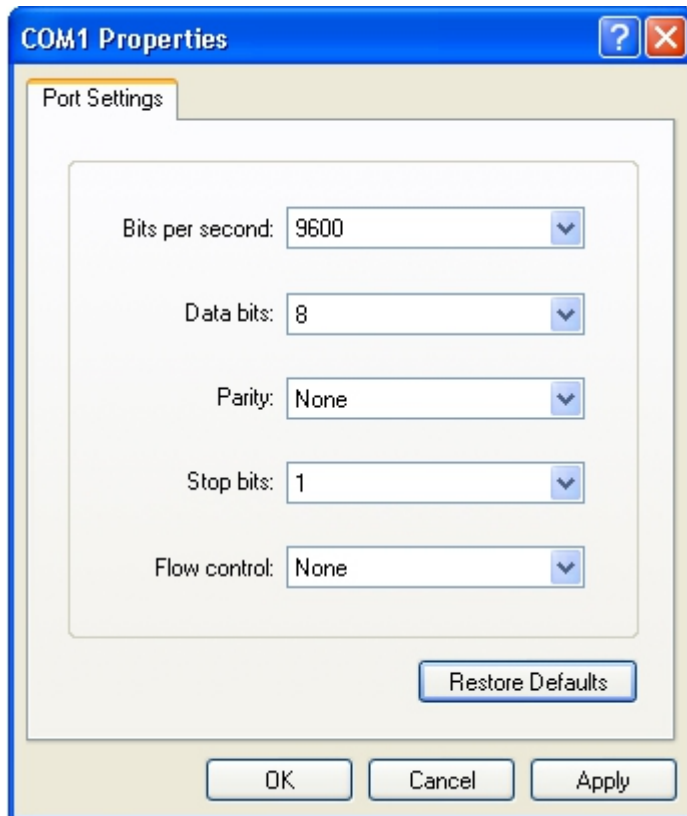 COM1 Properties
Port Settings
Bits per second: 9600
Data bits: 8
Parity: None
Stop bits: 1
Flow control: None
Restore Defaults
OK Cancel Apply